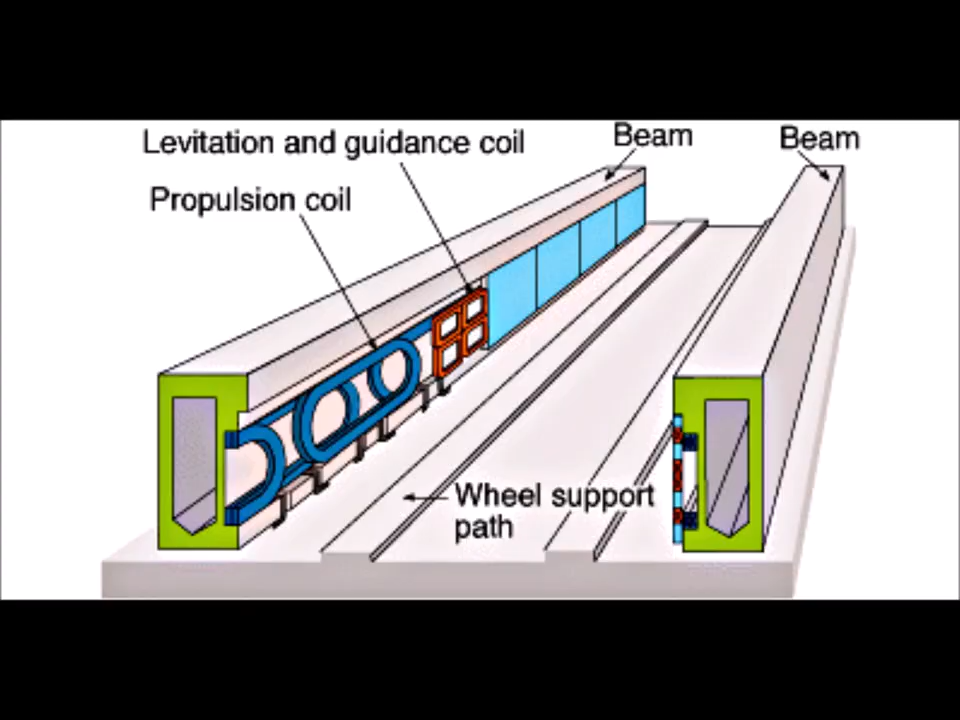 Levitation and guidance coil
Beam
Beam
Propulsion coil
Wheel support
path